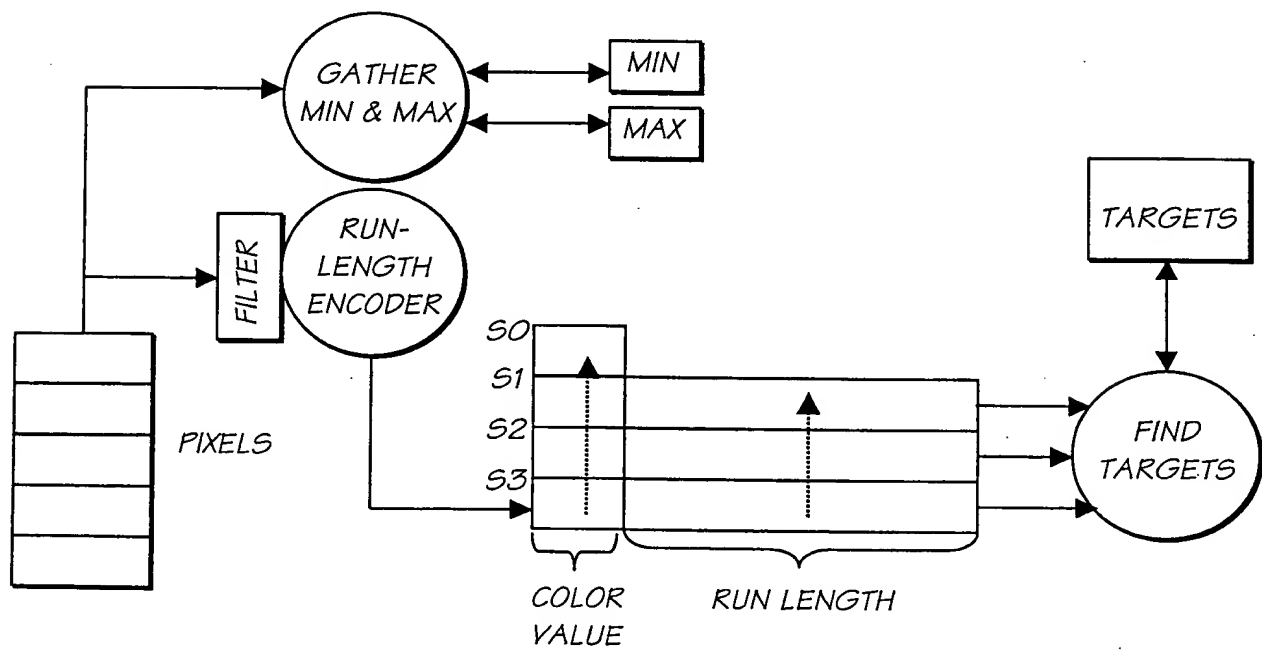 GATHER
MIN & MAX
MIN
MAX
TARGETS
FILTER
RUN-
LENGTH
ENCODER
S0
S1
S2
S3
PIXELS
FIND
TARGETS
COLOR
VALUE
RUN LENGTH